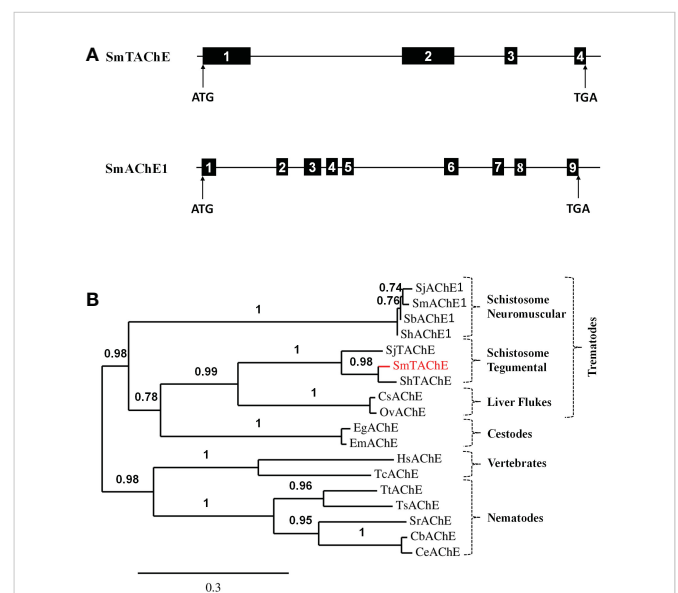 A SmTAChE 1 2 3 4
ATG TGA
SmAChE1 1 2 3 4 5 6 7 8 9
ATG TGA
B
0.74 SjAChE1
0.76 SmAChE1
SbAChE1
ShAChE1
1
Schistosome
Neuromuscular
SjTAChE
SmTAChE
ShTAChE
1
0.98
Schistosome
Tegumental
0.98
0.99
0.78
CsAChE
OvAChE
1
Liver Flukes
Trematodes
EgAChE
EmAChE
1
Cestodes
HsAChE
TcAChE
1
Vertebrates
0.98
TtAChE
TsAChE
0.96
1
0.95
SrAChE
CbAChE
CeAChE
1
Nematodes
0.3